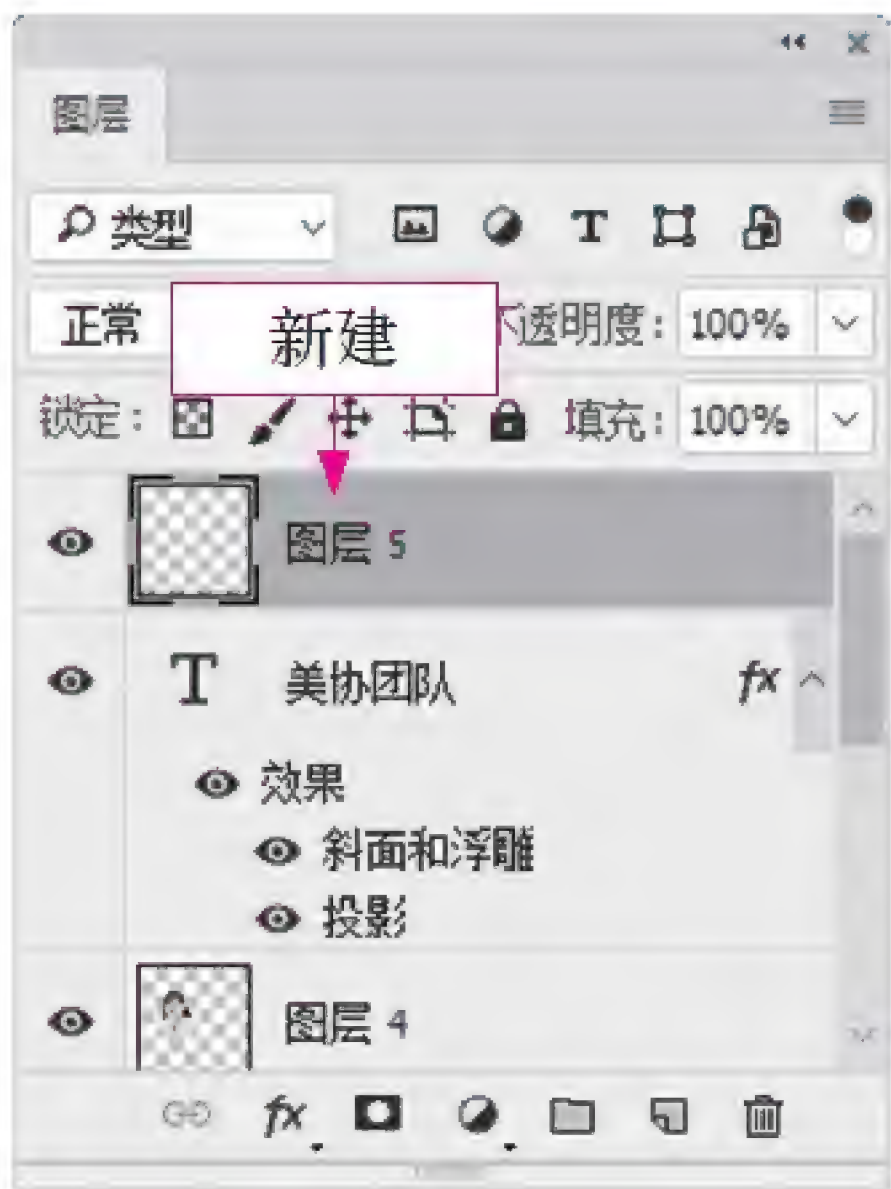 图层
类型 T
正常 新建 不透明度: 100%
锁定: 填充: 100%
图层 5
T 美协团队 fx
效果
斜面和浮雕
投影
图层 4
fx